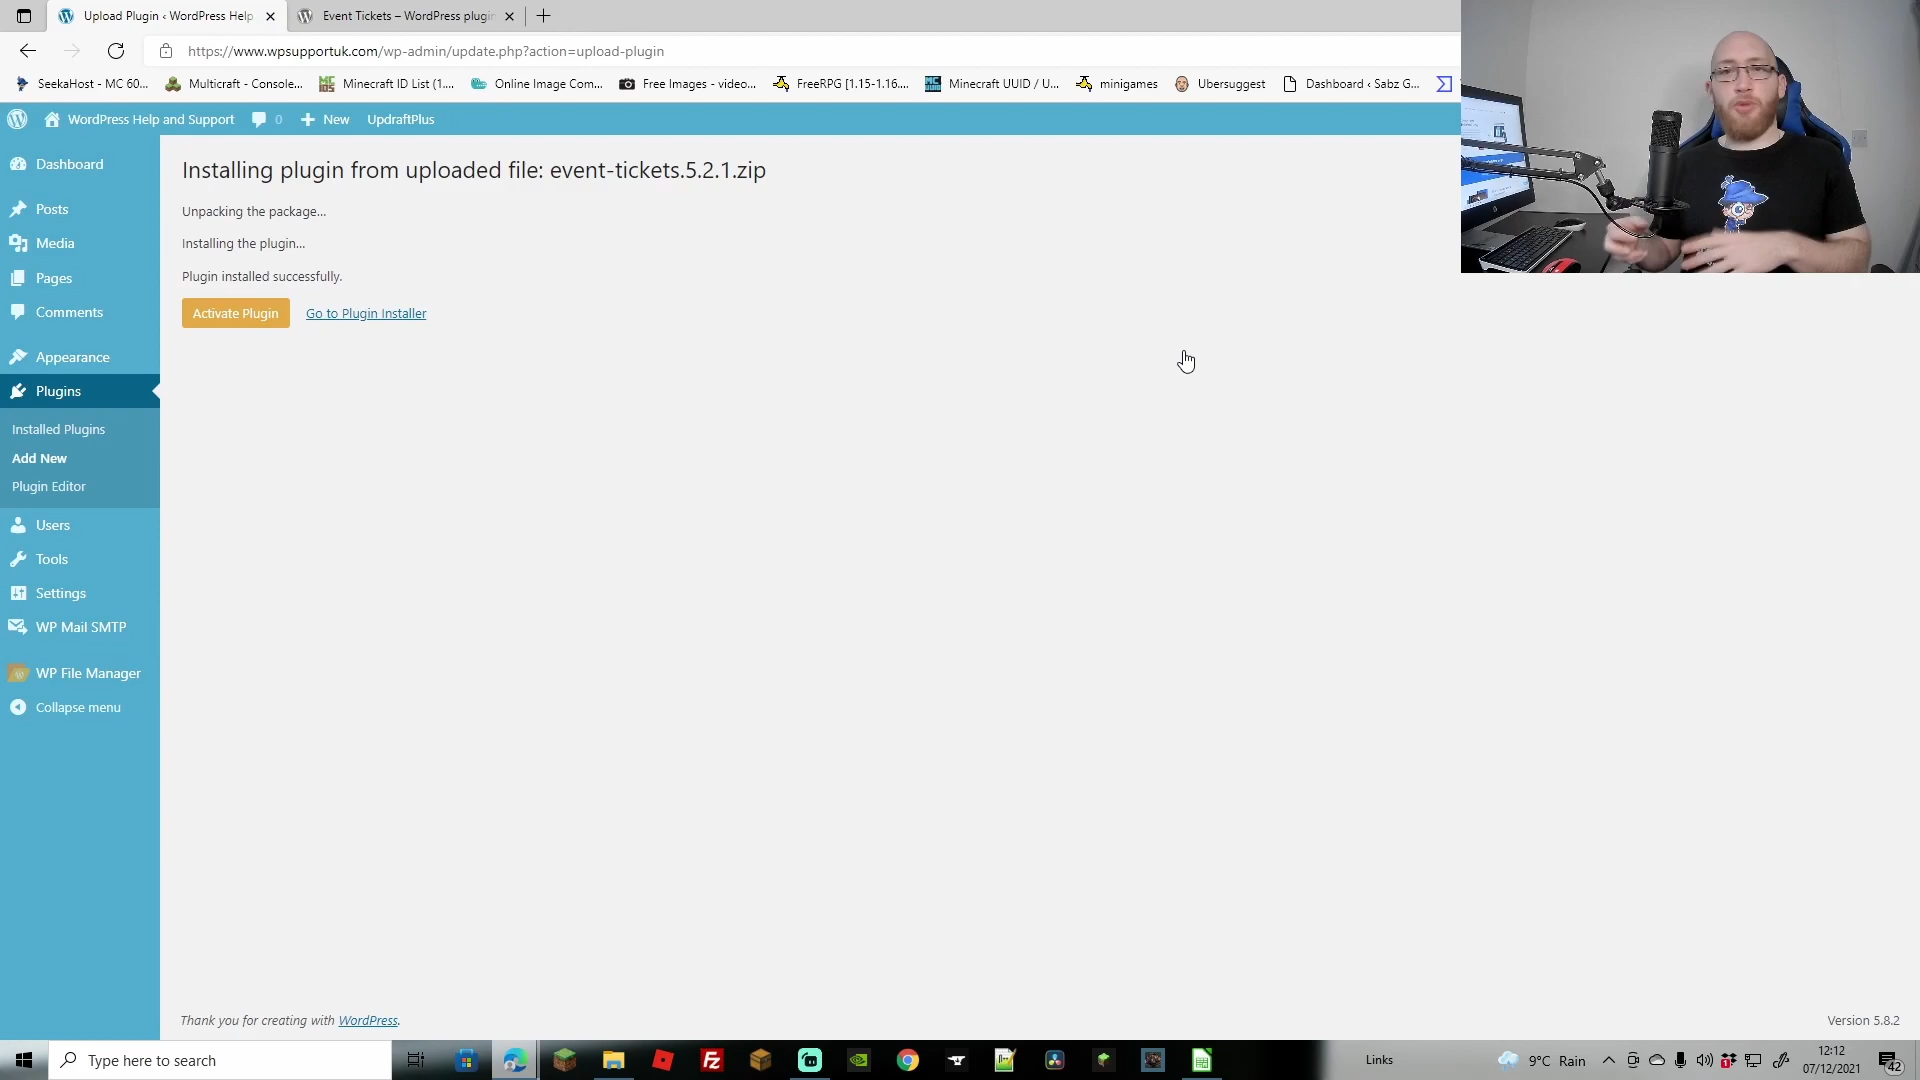 Upload Plugin ‹ WordPress Help
Event Tickets – WordPress plugin
https://www.wpsupportuk.com/wp-admin/update.php?action=upload-plugin
SeekaHost - MC 60...
Multicraft - Console...
Minecraft ID List (1....
Online Image Com...
Free Images - video...
FreeRPG [1.15-1.16....
Minecraft UUID / U...
minigames
Ubersuggest
Dashboard ‹ Sabz G...
WordPress Help and Support
0
New
UpdraftPlus
Dashboard
Posts
Media
Pages
Comments
Appearance
Plugins
Installed Plugins
Add New
Plugin Editor
Users
Tools
Settings
WP Mail SMTP
WP File Manager
Collapse menu
Installing plugin from uploaded file: event-tickets.5.2.1.zip
Unpacking the package...
Installing the plugin...
Plugin installed successfully.
Activate Plugin
Go to Plugin Installer
Thank you for creating with WordPress.
Version 5.8.2
Type here to search
Links
9°C Rain
12:12
07/12/2021
42